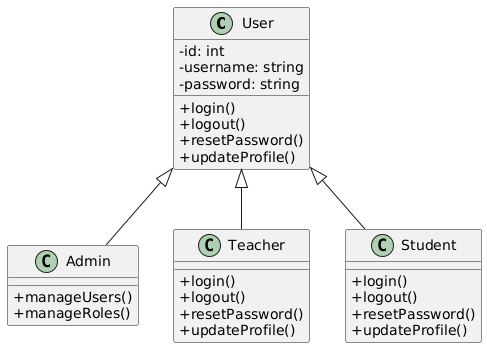 C User
-id: int
-username: string
-password: string
+login()
+logout()
+resetPassword()
+updateProfile()
C Admin
+manageUsers()
+manageRoles()
C Teacher
+login()
+logout()
+resetPassword()
+updateProfile()
C Student
+login()
+logout()
+resetPassword()
+updateProfile()